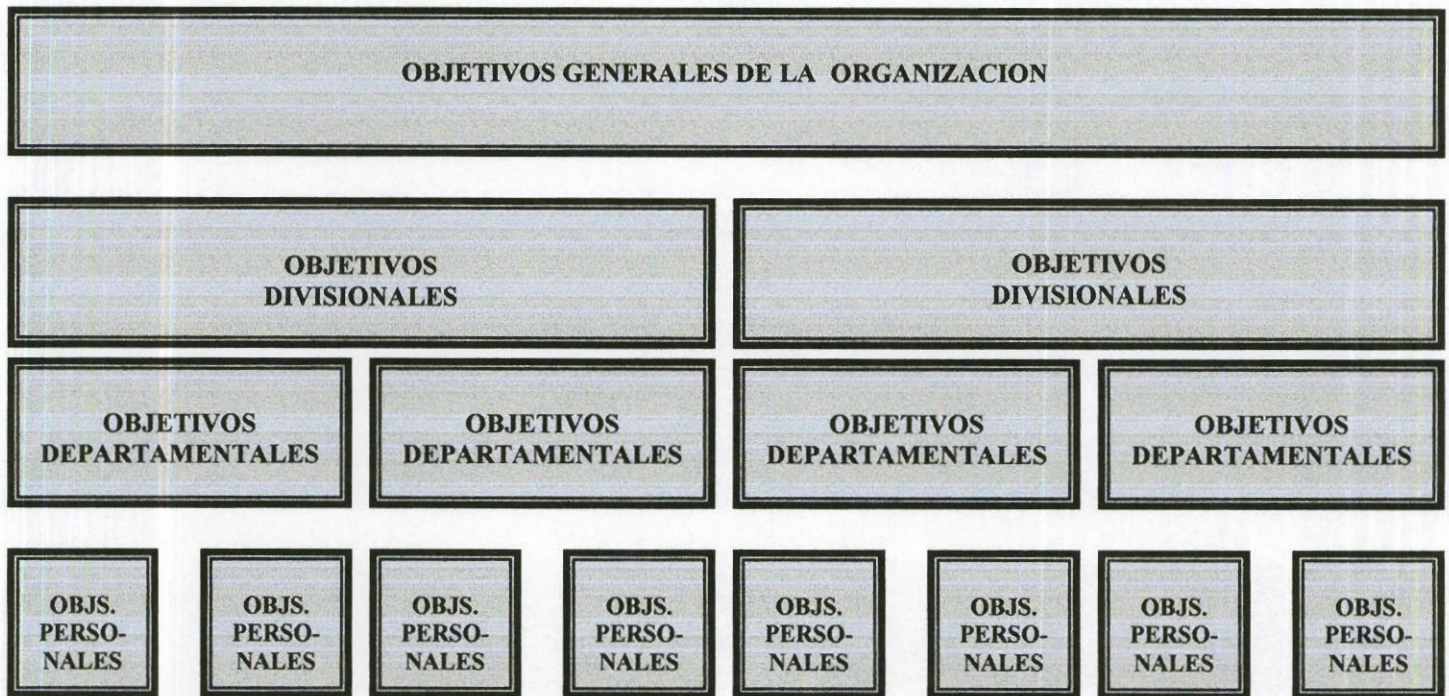 OBJETIVOS GENERALES DE LA ORGANIZACION
OBJETIVOS
DIVISIONALES
OBJETIVOS
DIVISIONALES
OBJETIVOS
DEPARTAMENTALES
OBJETIVOS
DEPARTAMENTALES
OBJETIVOS
DEPARTAMENTALES
OBJETIVOS
DEPARTAMENTALES
OBJS.
PERSO-
NALES
OBJS.
PERSO-
NALES
OBJS.
PERSO-
NALES
OBJS.
PERSO-
NALES
OBJS.
PERSO-
NALES
OBJS.
PERSO-
NALES
OBJS.
PERSO-
NALES
OBJS.
PERSO-
NALES